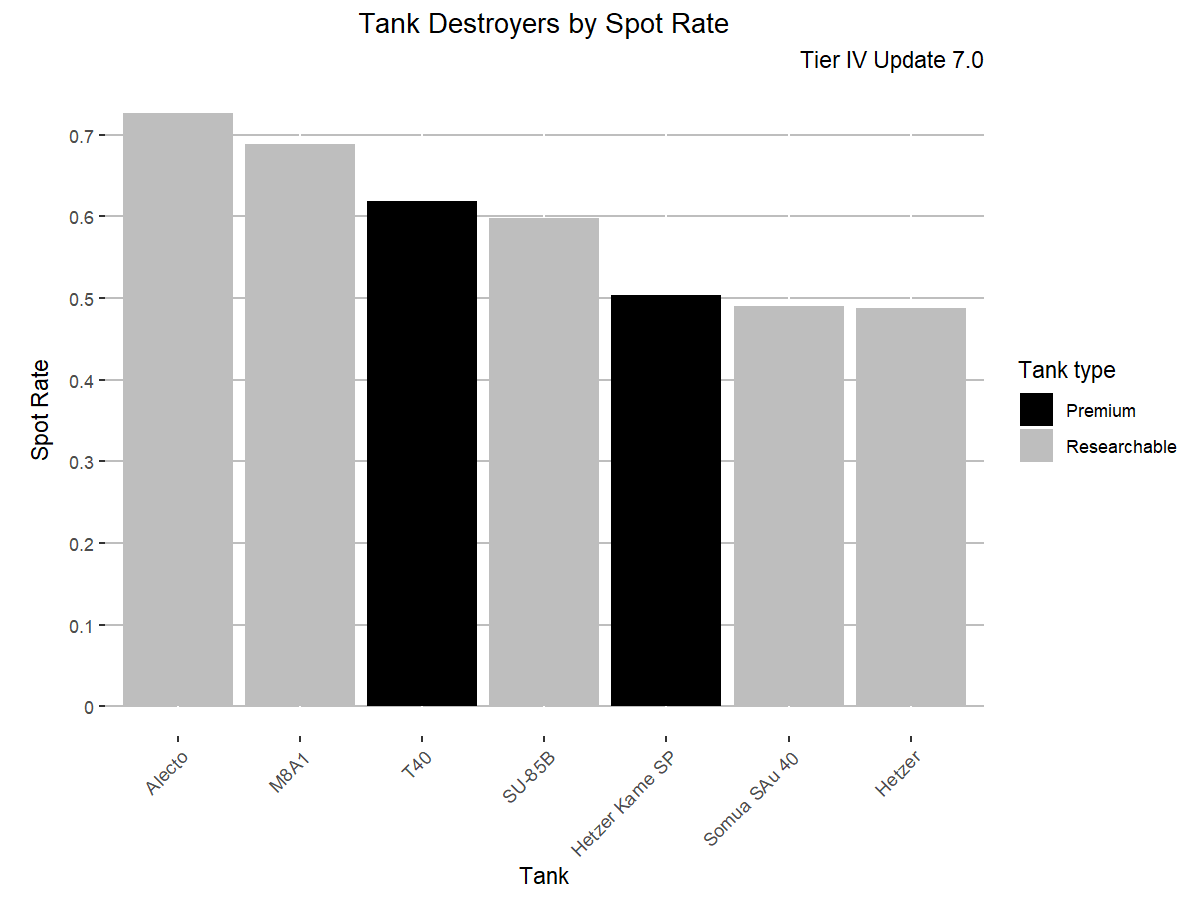 Tank Destroyers by Spot Rate
Tier IV Update 7.0
Spot Rate
0.7
0.6
0.5
0.4
0.3
0.2
0.1
0
Alecto
M8A1
T40
SU-85B
Hetzer Kame SP
Somua SAu 40
Hetzer
Tank
Tank type
Premium
Researchable